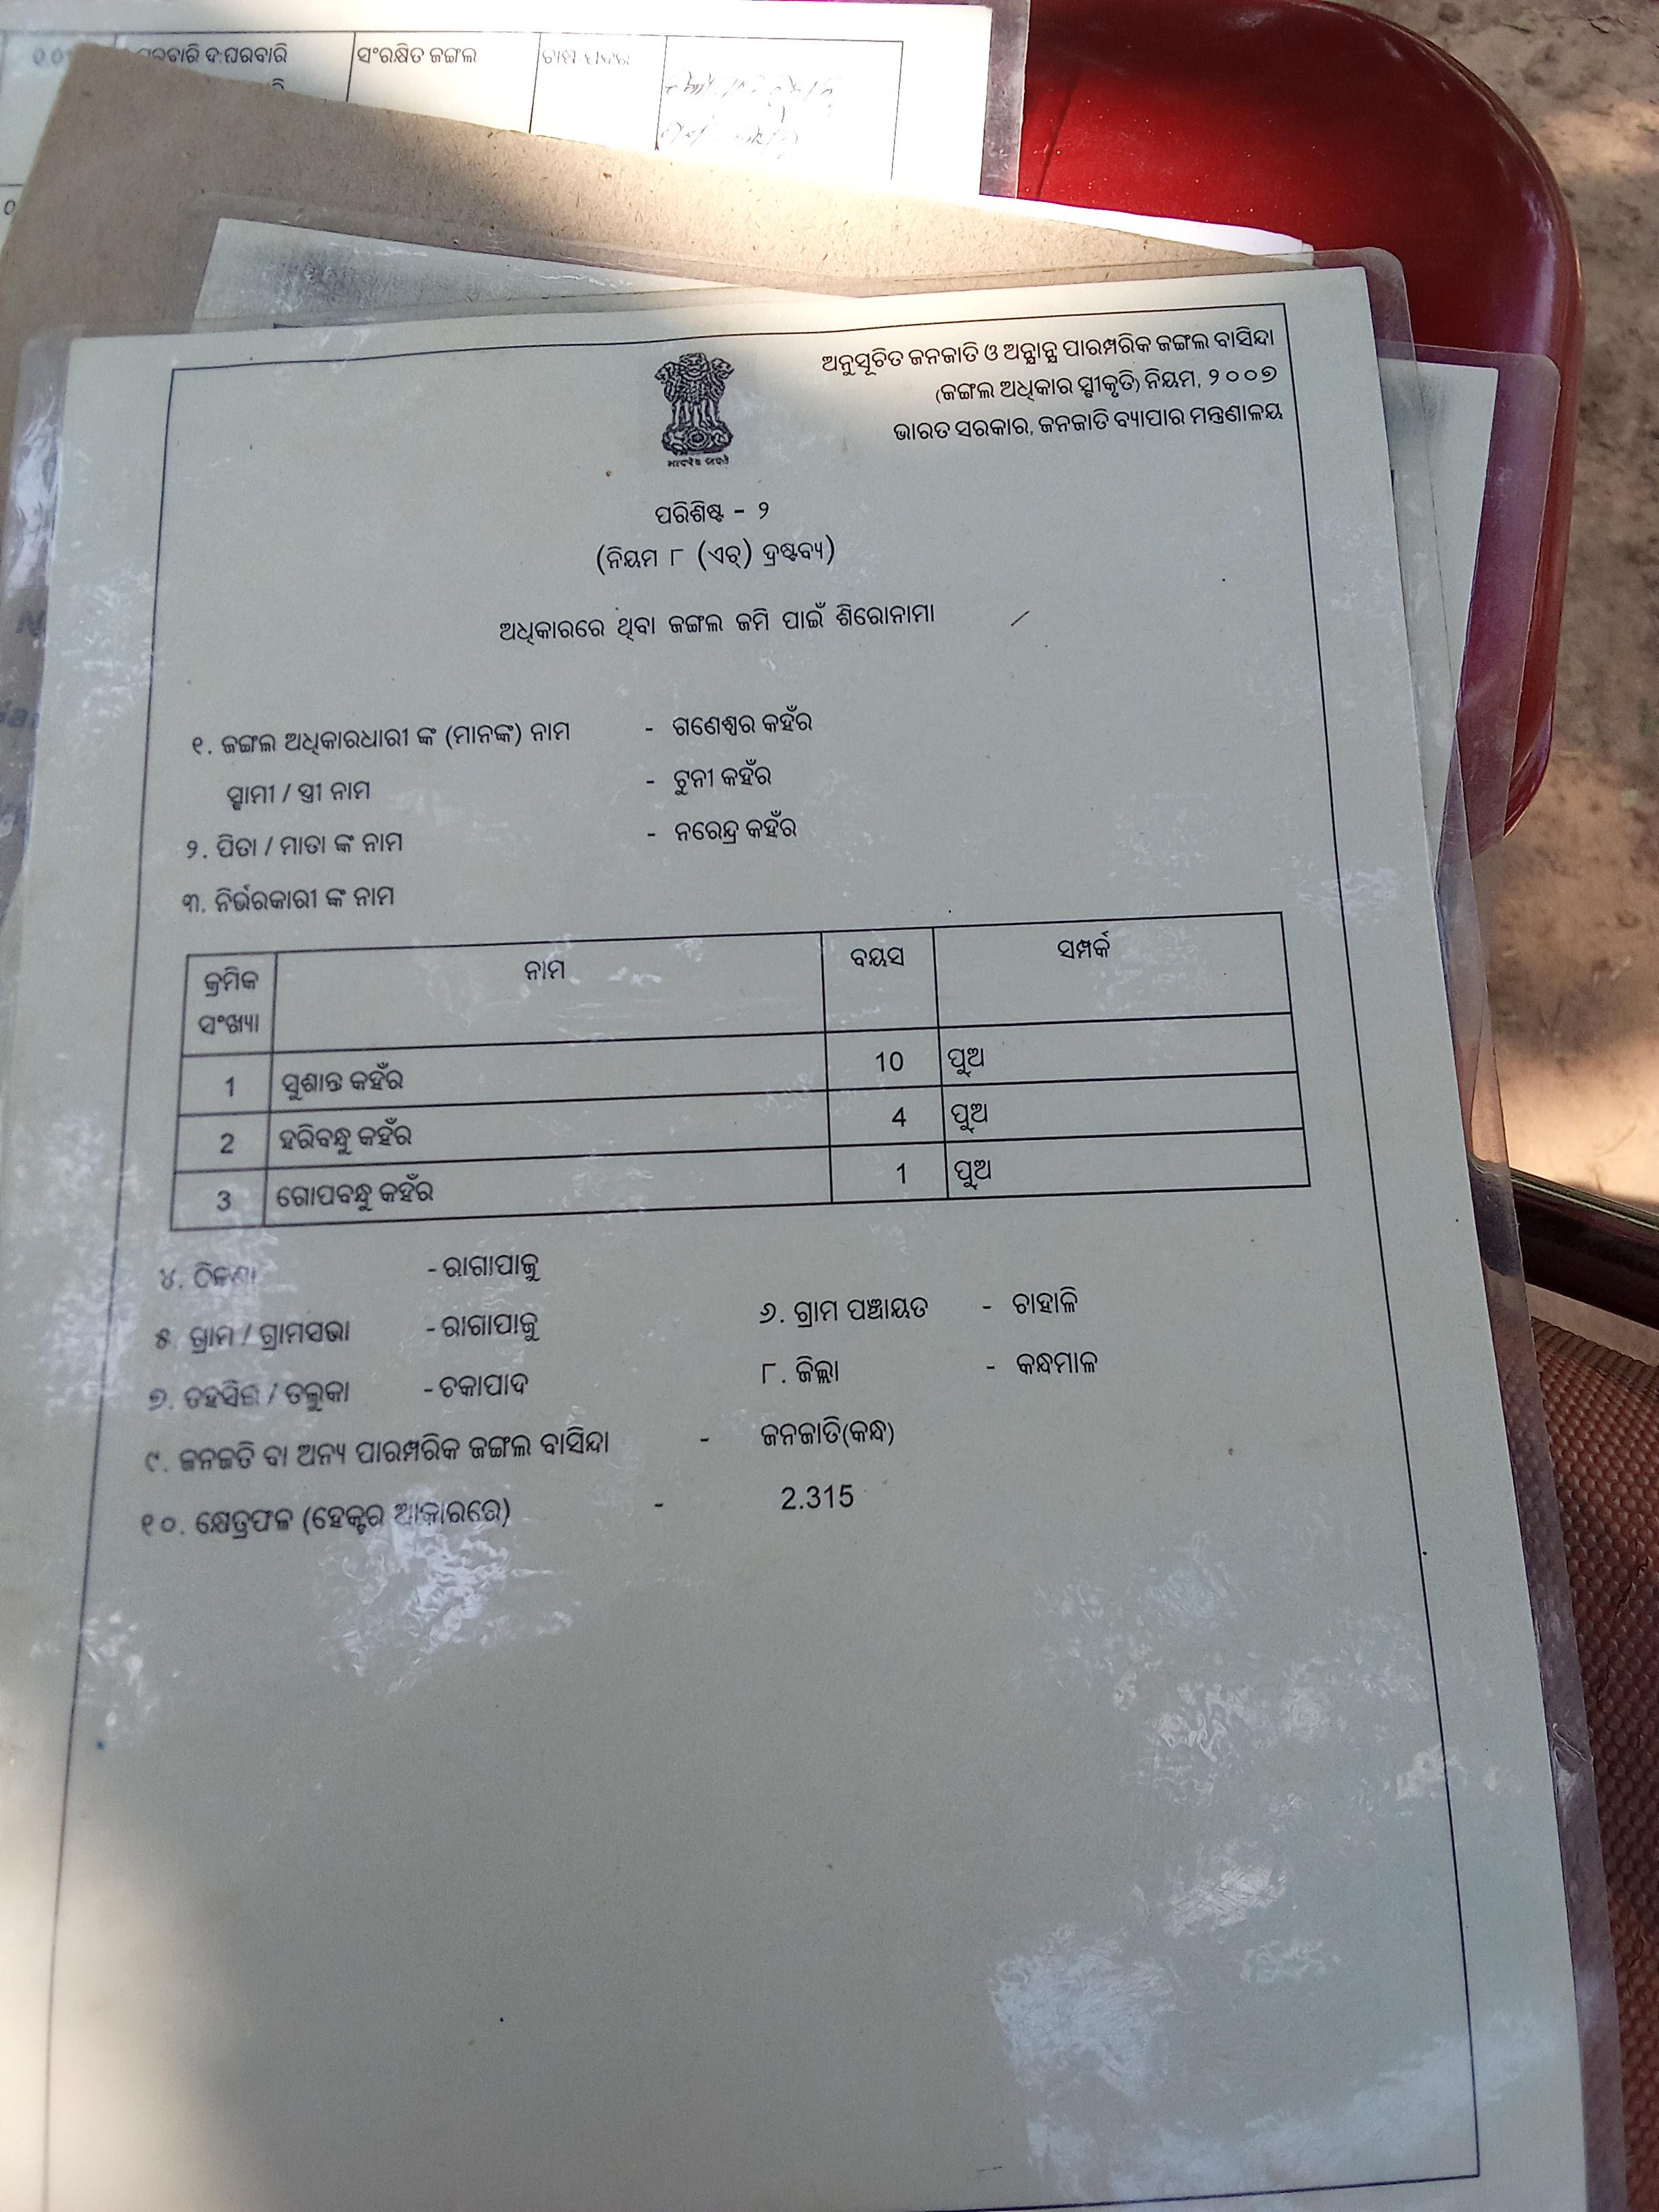 ସଂରକ୍ଷିତ ଜଙ୍ଗଲ
ଅନୁସୂଚିତ ଜନଜାତି ଓ ଅନ୍ଯାନ୍ଯ ପାରମ୍ପରିକ ଜଙ୍ଗଲ ବାସିନ୍ଦା
(ଜଙ୍ଗଲ ଅଧିକାର ସ୍ବୀକୃତି) ନିୟମ, ୨୦୦୭
ଭାରତ ସରକାର, ଜନଜାତି ବ୍ୟାପାର ମନ୍ତ୍ରଣାଳୟ
ପରିଶିଷ୍ଟ - ୨
(ନିୟମ ୮ (ଏଚ୍) ଦ୍ରଷ୍ଟବ୍ୟ)
ଅଧିକାରରେ ଥିବା ଜଙ୍ଗଲ ଜମି ପାଇଁ ଶିରୋନାମା
୧. ଜଙ୍ଗଲ ଅଧିକାରଧାରୀ ଙ୍କ (ମାନଙ୍କ) ନାମ - ଗଣେଶ୍ୱର କହଁର
ସ୍ଵାମୀ / ସ୍ତ୍ରୀ ନାମ - ଟୁନୀ କହଁର
୨. ପିତା / ମାତା ଙ୍କ ନାମ - ନରେନ୍ଦ୍ର କହଁର
୩. ନିର୍ଭରକାରୀ ଙ୍କ ନାମ
କ୍ରମିକ ସଂଖ୍ୟା ନାମ ବୟସ ସମ୍ପର୍କ
1 ସୁଶାନ୍ତ କହଁର 10 ପୁଅ
2 ହରିବନ୍ଧୁ କହଁର 4 ପୁଅ
3 ଗୋପବନ୍ଧୁ କହଁର 1 ପୁଅ
୪. ଠିକଣା - ରାଗାପାଜୁ
୫. ଗ୍ରାମ / ଗ୍ରାମସଭା - ରାଗାପାଜୁ ୬. ଗ୍ରାମ ପଞ୍ଚାୟତ - ଚାହାଳି
୭. ତହସିଲ / ତଲୁକା - ଚକାପାଦ ୮. ଜିଲ୍ଲା - କନ୍ଧମାଳ
୯. ଜନଜତି ବା ଅନ୍ୟ ପାରମ୍ପରିକ ଜଙ୍ଗଲ ବାସିନ୍ଦା - ଜନଜାତି(କନ୍ଧ)
୧୦. କ୍ଷେତ୍ରଫଳ (ହେକ୍ଟର ଆକାରରେ) - 2.315